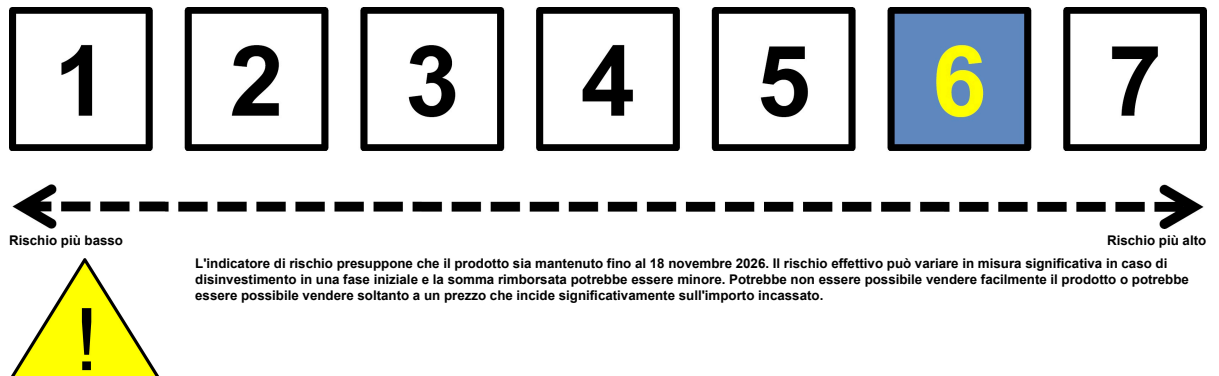 1 2 3 4 5 6 7
Rischio più basso Rischio più alto
L'indicatore di rischio presuppone che il prodotto sia mantenuto fino al 18 novembre 2026. Il rischio effettivo può variare in misura significativa in caso di
disinvestimento in una fase iniziale e la somma rimborsata potrebbe essere minore. Potrebbe non essere possibile vendere facilmente il prodotto o potrebbe
essere possibile vendere soltanto a un prezzo che incide significativamente sull'importo incassato.
!